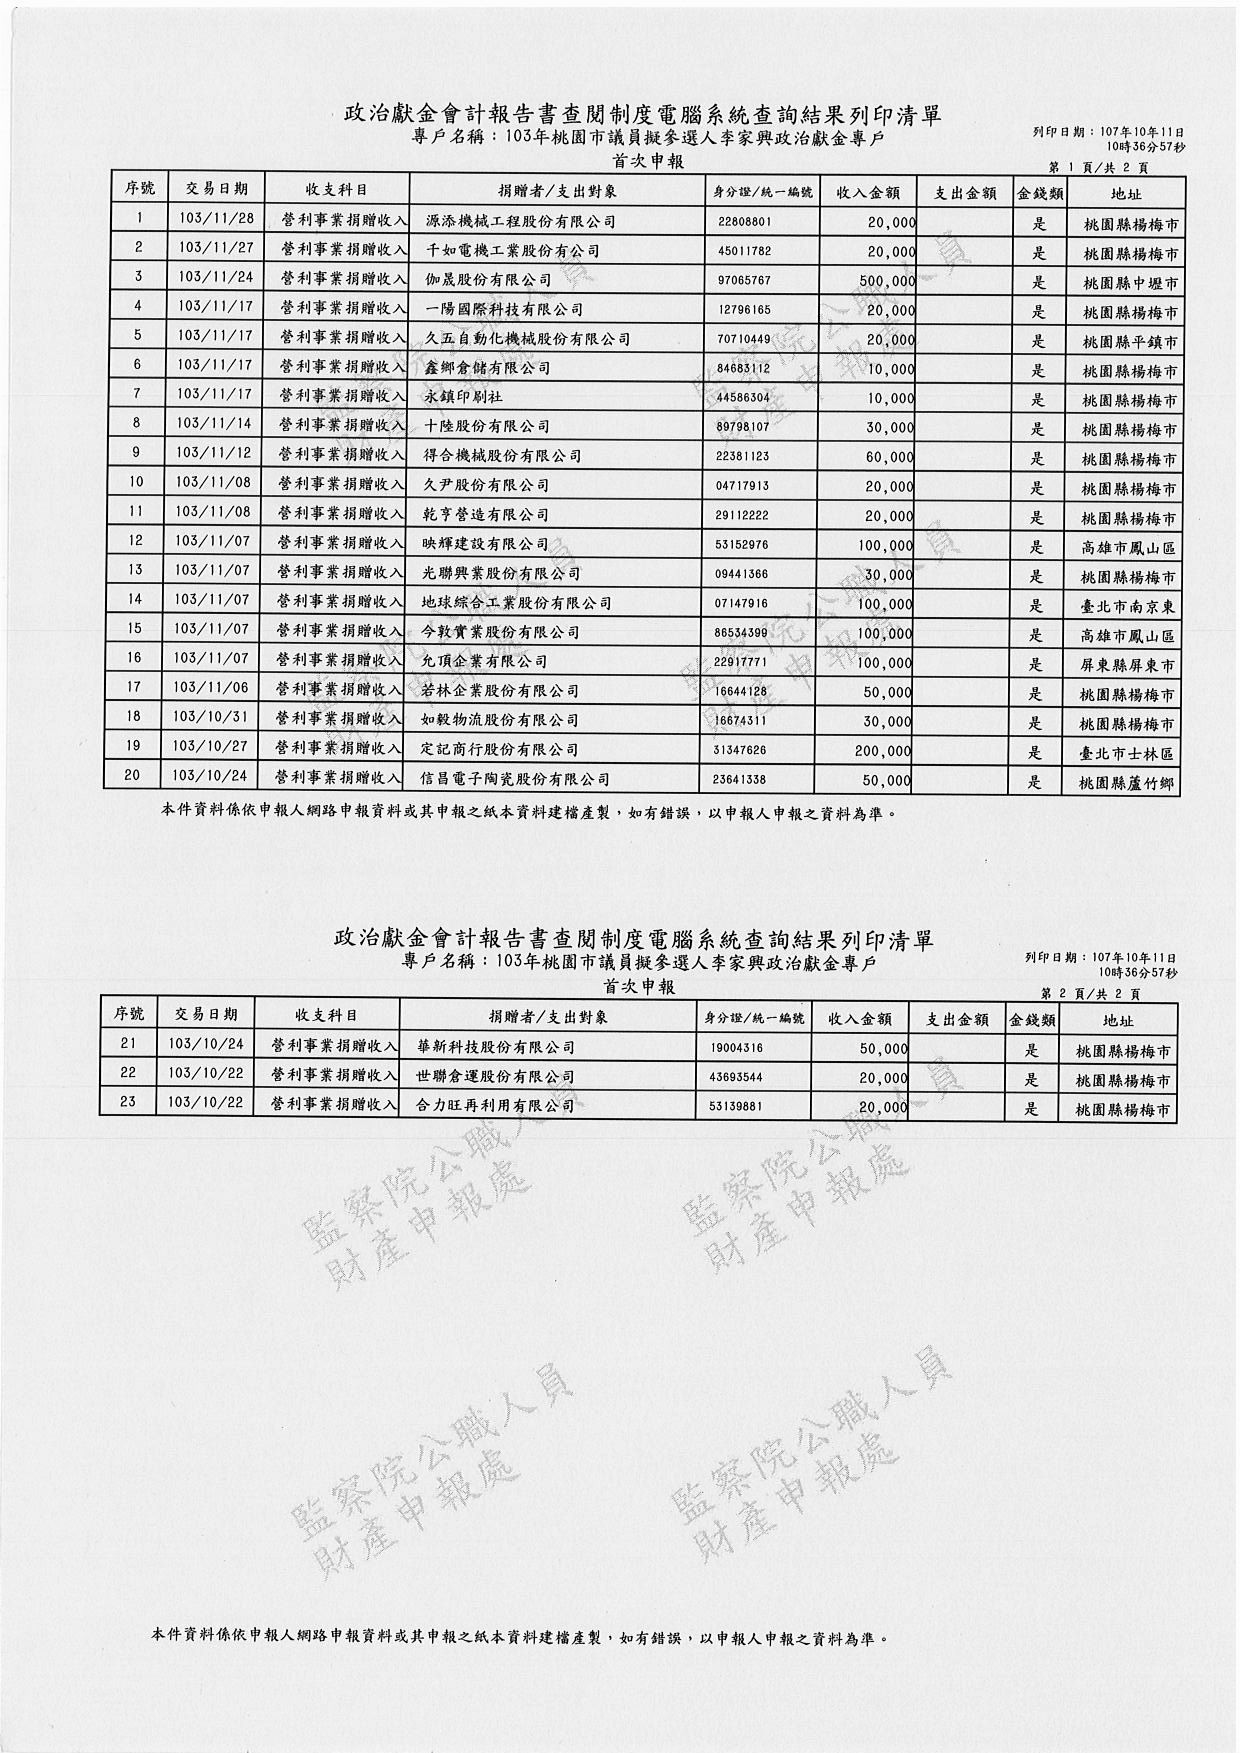 政治獻金會計報告書查閱制度電腦系統查詢結果列印清單
專戶名稱：103年桃園市議員擬參選人李家興政治獻金專戶
列印日期：107年10年11日
10時36分57秒
首次申報
第 1 頁/共 2 頁
序號 交易日期 收支科目 捐贈者/支出對象 身分證/統一編號 收入金額 支出金額 金錢類 地址
1 103/11/28 營利事業捐贈收入 源添機械工程股份有限公司 22808801 20,000 是 桃園縣楊梅市
2 103/11/27 營利事業捐贈收入 千如電機工業股份有公司 45011782 20,000 是 桃園縣楊梅市
3 103/11/24 營利事業捐贈收入 伽晟股份有限公司 97065767 500,000 是 桃園縣中壢市
4 103/11/17 營利事業捐贈收入 一陽國際科技有限公司 12796165 20,000 是 桃園縣楊梅市
5 103/11/17 營利事業捐贈收入 久五自動化機械股份有限公司 70710449 20,000 是 桃園縣平鎮市
6 103/11/17 營利事業捐贈收入 鑫鄉倉儲有限公司 84683112 10,000 是 桃園縣楊梅市
7 103/11/17 營利事業捐贈收入 永鎮印刷社 44586304 10,000 是 桃園縣楊梅市
8 103/11/14 營利事業捐贈收入 十陸股份有限公司 89798107 30,000 是 桃園縣楊梅市
9 103/11/12 營利事業捐贈收入 得合機械股份有限公司 22381123 60,000 是 桃園縣楊梅市
10 103/11/08 營利事業捐贈收入 久尹股份有限公司 04717913 20,000 是 桃園縣楊梅市
11 103/11/08 營利事業捐贈收入 乾亨營造有限公司 29112222 20,000 是 桃園縣楊梅市
12 103/11/07 營利事業捐贈收入 映輝建設有限公司 53152976 100,000 是 高雄市鳳山區
13 103/11/07 營利事業捐贈收入 光聯興業股份有限公司 09441366 30,000 是 桃園縣楊梅市
14 103/11/07 營利事業捐贈收入 地球綜合工業股份有限公司 07147916 100,000 是 臺北市南京東
15 103/11/07 營利事業捐贈收入 今敦實業股份有限公司 86534399 100,000 是 高雄市鳳山區
16 103/11/07 營利事業捐贈收入 允頂企業有限公司 22917771 100,000 是 屏東縣屏東市
17 103/11/06 營利事業捐贈收入 若林企業股份有限公司 16644128 50,000 是 桃園縣楊梅市
18 103/10/31 營利事業捐贈收入 如毅物流股份有限公司 16674311 30,000 是 桃園縣楊梅市
19 103/10/27 營利事業捐贈收入 定記商行股份有限公司 31347626 200,000 是 臺北市士林區
20 103/10/24 營利事業捐贈收入 信昌電子陶瓷股份有限公司 23641338 50,000 是 桃園縣蘆竹鄉
本件資料係依申報人網路申報資料或其申報之紙本資料建檔產製，如有錯誤，以申報人申報之資料為準。
政治獻金會計報告書查閱制度電腦系統查詢結果列印清單
專戶名稱：103年桃園市議員擬參選人李家興政治獻金專戶
列印日期：107年10年11日
10時36分57秒
首次申報
第 2 頁/共 2 頁
序號 交易日期 收支科目 捐贈者/支出對象 身分證/統一編號 收入金額 支出金額 金錢類 地址
21 103/10/24 營利事業捐贈收入 華新科技股份有限公司 19004316 50,000 是 桃園縣楊梅市
22 103/10/22 營利事業捐贈收入 世聯倉運股份有限公司 43693544 20,000 是 桃園縣楊梅市
23 103/10/22 營利事業捐贈收入 合力旺再利用有限公司 53139881 20,000 是 桃園縣楊梅市
監察院公職人員
財產申報處
監察院公職人員
財產申報處
監察院公職人員
財產申報處
監察院公職人員
財產申報處
本件資料係依申報人網路申報資料或其申報之紙本資料建檔產製，如有錯誤，以申報人申報之資料為準。